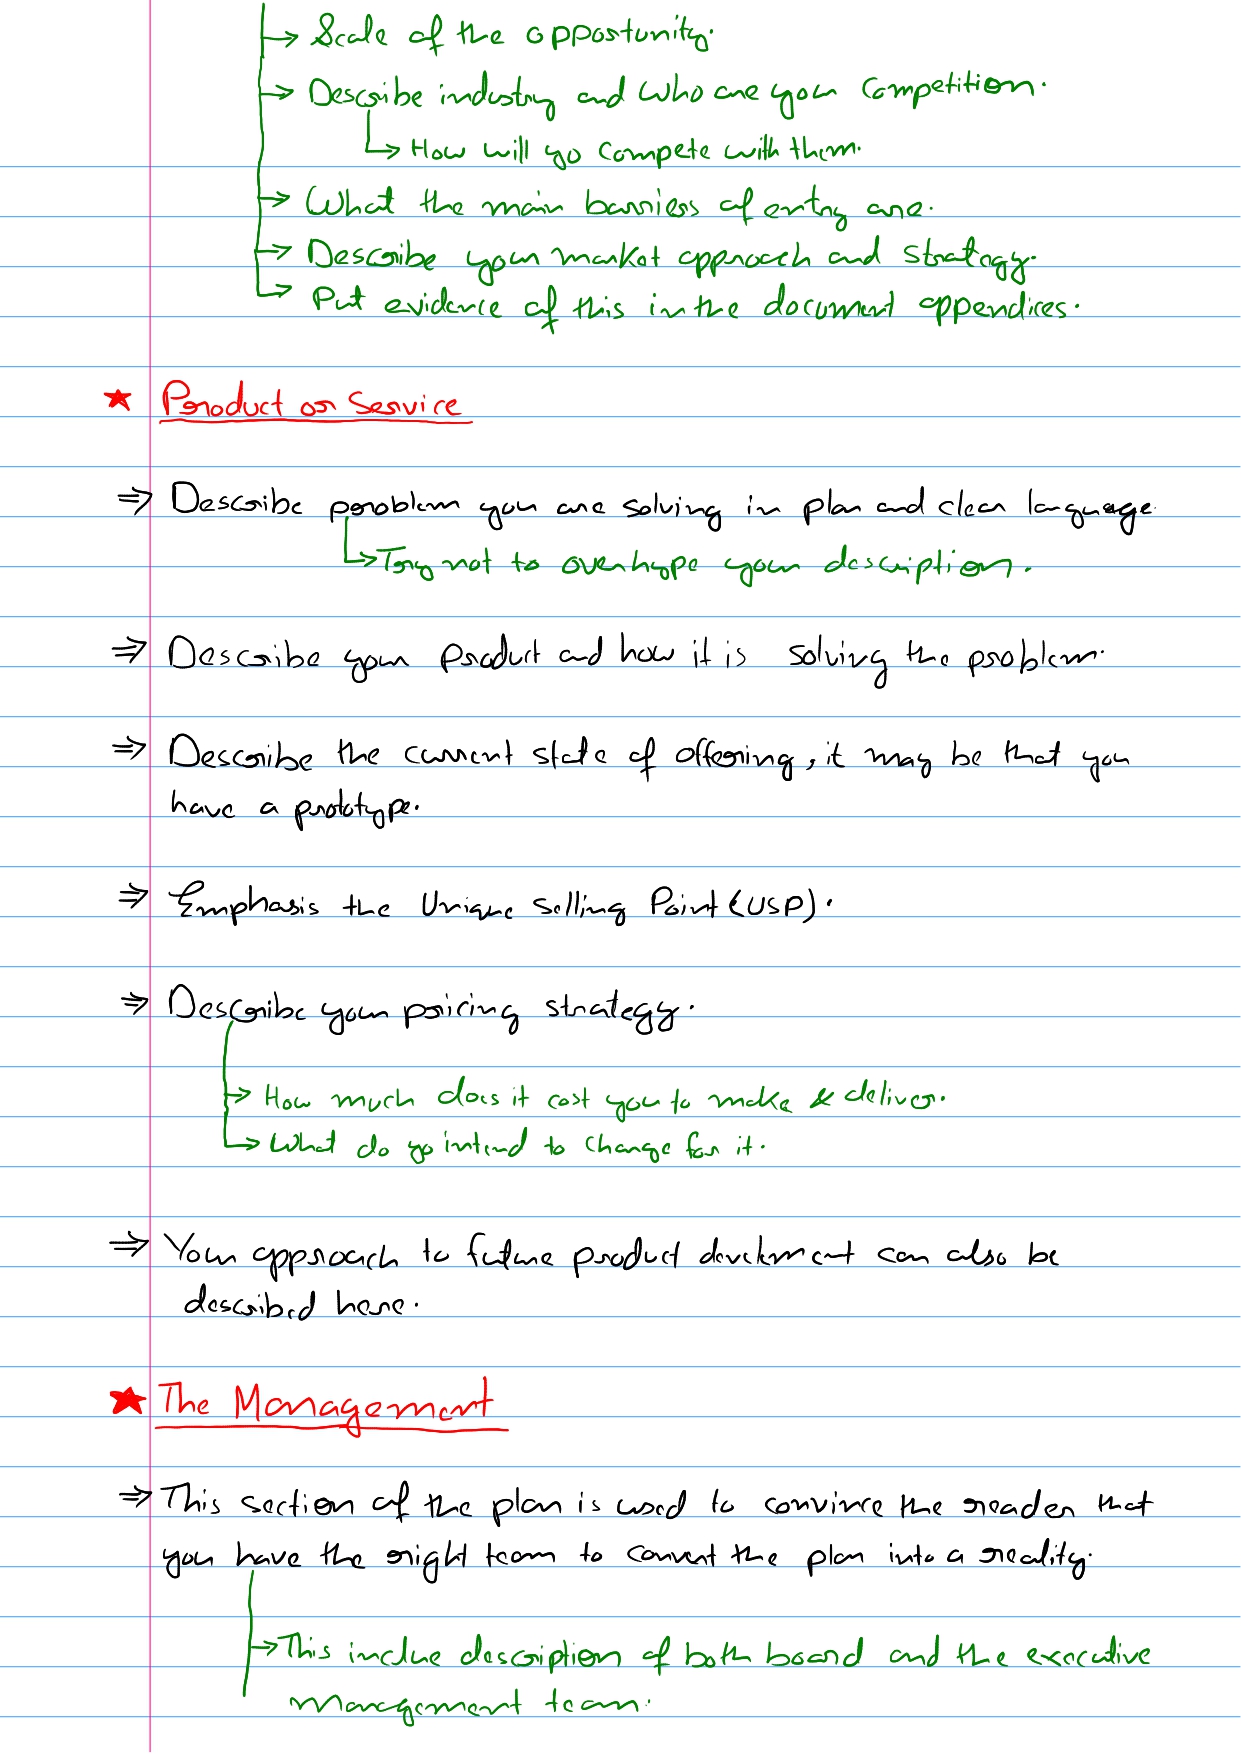 → Scale of the opportunity.
→ Describe industry and who are your competition.
↳ How will yo compete with them.
→ What the main barriers of entry are.
→ Describe your market approach and strategy.
→ Put evidence of this in the document appendices.
★ Product or Service
⇒ Describe problem you are solving in plan and clear language.
↳ Try not to overhype your description.
⇒ Describe your product and how it is solving the problem.
⇒ Describe the current state of offering, it may be that you
have a prototype.
⇒ Emphasis the Unique Selling Point (USP).
⇒ Describe your pricing strategy.
→ How much does it cost you to make & deliver.
→ What do yo intend to change for it.
⇒ Your approach to future product develement can also be
described here.
★ The Management
⇒ This section of the plan is used to convince the reader that
you have the right team to convert the plan into a reality.
→ This inclue description of both board and the executive
management team.